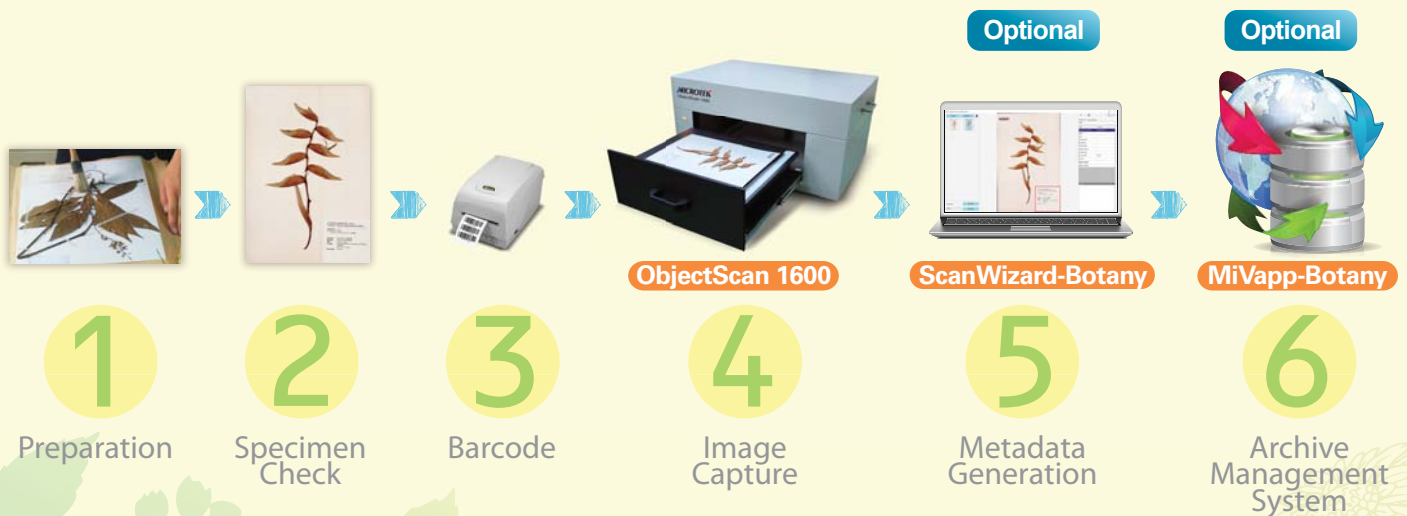 Optional
Optional
MICROTEK
ObjectScan 1600
ScanWizard-Botany
MiVapp-Botany
1
2
3
4
5
6
Preparation
Specimen
Check
Barcode
Image
Capture
Metadata
Generation
Archive
Management
System